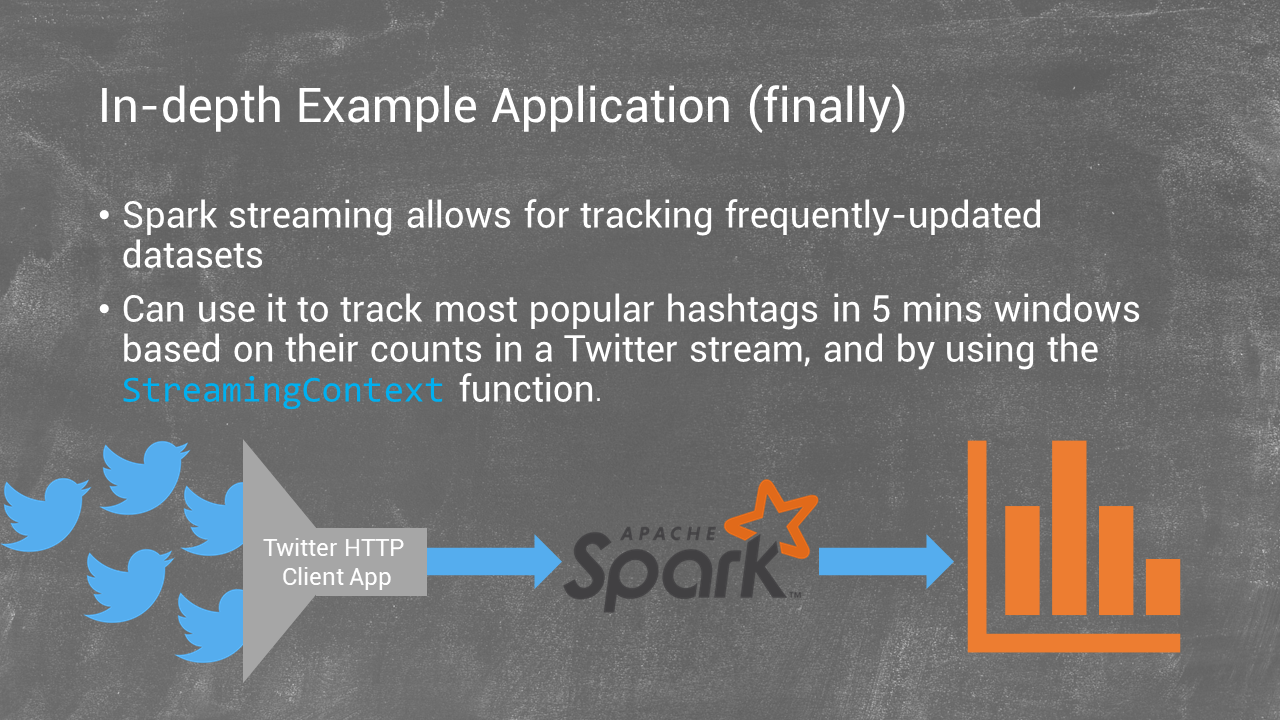 In-depth Example Application (finally)
• Spark streaming allows for tracking frequently-updated
datasets
• Can use it to track most popular hashtags in 5 mins windows
based on their counts in a Twitter stream, and by using the
StreamingContext function.
Twitter HTTP
Client App
APACHE
Spark™